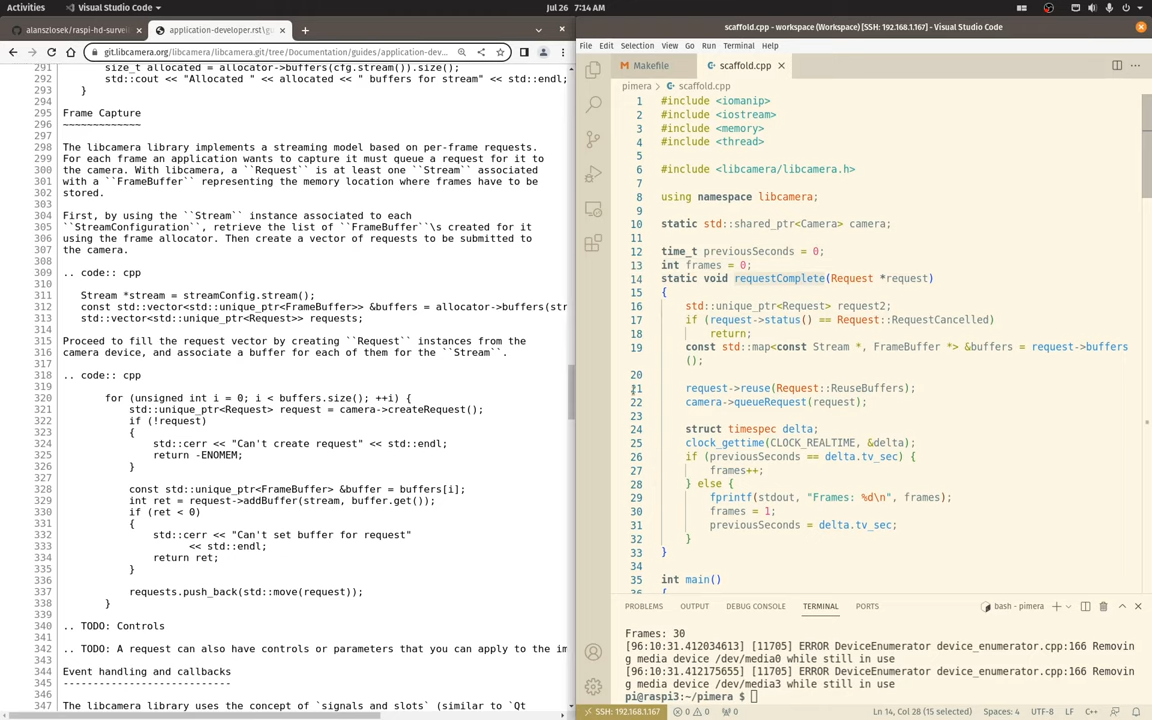 Activities
Visual Studio Code
Jul 26  7:14 AM
alanszlosek/raspi-hd-survei
application-developer.rst\g
git.libcamera.org/libcamera/libcamera.git/tree/Documentation/guides/application-dev...
291 size_t allocated = allocator->buffers(cfg.stream()).size();
292 std::cout << "Allocated " << allocated << " buffers for stream" << std::endl;
293 }
294
295 Frame Capture
296 ~~~~~~~~~~~~~
297
298 The libcamera library implements a streaming model based on per-frame requests.
299 For each frame an application wants to capture it must queue a request for it to
300 the camera. With libcamera, a ``Request`` is at least one ``Stream`` associated
301 with a ``FrameBuffer`` representing the memory location where frames have to be
302 stored.
303
304 First, by using the ``Stream`` instance associated to each
305 ``StreamConfiguration``, retrieve the list of ``FrameBuffer``\s created for it
306 using the frame allocator. Then create a vector of requests to be submitted to
307 the camera.
308
309 .. code:: cpp
310
311 Stream *stream = streamConfig.stream();
312 const std::vector<std::unique_ptr<FrameBuffer>> &buffers = allocator->buffers(str
313 std::vector<std::unique_ptr<Request>> requests;
314
315 Proceed to fill the request vector by creating ``Request`` instances from the
316 camera device, and associate a buffer for each of them for the ``Stream``.
317
318 .. code:: cpp
319
320 for (unsigned int i = 0; i < buffers.size(); ++i) {
321 std::unique_ptr<Request> request = camera->createRequest();
322 if (!request)
323 {
324 std::cerr << "Can't create request" << std::endl;
325 return -ENOMEM;
326 }
327
328 const std::unique_ptr<FrameBuffer> &buffer = buffers[i];
329 int ret = request->addBuffer(stream, buffer.get());
330 if (ret < 0)
331 {
332 std::cerr << "Can't set buffer for request"
333 << std::endl;
334 return ret;
335 }
336
337 requests.push_back(std::move(request));
338 }
339
340 .. TODO: Controls
341
342 .. TODO: A request can also have controls or parameters that you can apply to the im
343
344 Event handling and callbacks
345 ----------------------------
346
347 The libcamera library uses the concept of `signals and slots` (similar to `Qt
scaffold.cpp - workspace (Workspace) [SSH: 192.168.1.167] - Visual Studio Code
File Edit Selection View Go Run Terminal Help
Makefile
scaffold.cpp
pimera > scaffold.cpp
1 #include <iomanip>
2 #include <iostream>
3 #include <memory>
4 #include <thread>
5
6 #include <libcamera/libcamera.h>
7
8 using namespace libcamera;
9
10 static std::shared_ptr<Camera> camera;
11
12 time_t previousSeconds = 0;
13 int frames = 0;
14 static void requestComplete(Request *request)
15 {
16 std::unique_ptr<Request> request2;
17 if (request->status() == Request::RequestCancelled)
18 return;
19 const std::map<const Stream *, FrameBuffer *> &buffers = request->buffers
();
20
21 request->reuse(Request::ReuseBuffers);
22 camera->queueRequest(request);
23
24 struct timespec delta;
25 clock_gettime(CLOCK_REALTIME, &delta);
26 if (previousSeconds == delta.tv_sec) {
27 frames++;
28 } else {
29 fprintf(stdout, "Frames: %d\n", frames);
30 frames = 1;
31 previousSeconds = delta.tv_sec;
32 }
33 }
34
35 int main()
36 {
PROBLEMS OUTPUT DEBUG CONSOLE TERMINAL PORTS
bash - pimera
Frames: 30
[96:10:31.412034613] [11705] ERROR DeviceEnumerator device_enumerator.cpp:166 Removin
g media device /dev/media0 while still in use
[96:10:31.412175655] [11705] ERROR DeviceEnumerator device_enumerator.cpp:166 Removin
g media device /dev/media3 while still in use
pi@raspi3:~/pimera $
SSH: 192.168.1.167
0 0 0
Ln 14, Col 28 (15 selected) Spaces: 4 UTF-8 LF C++